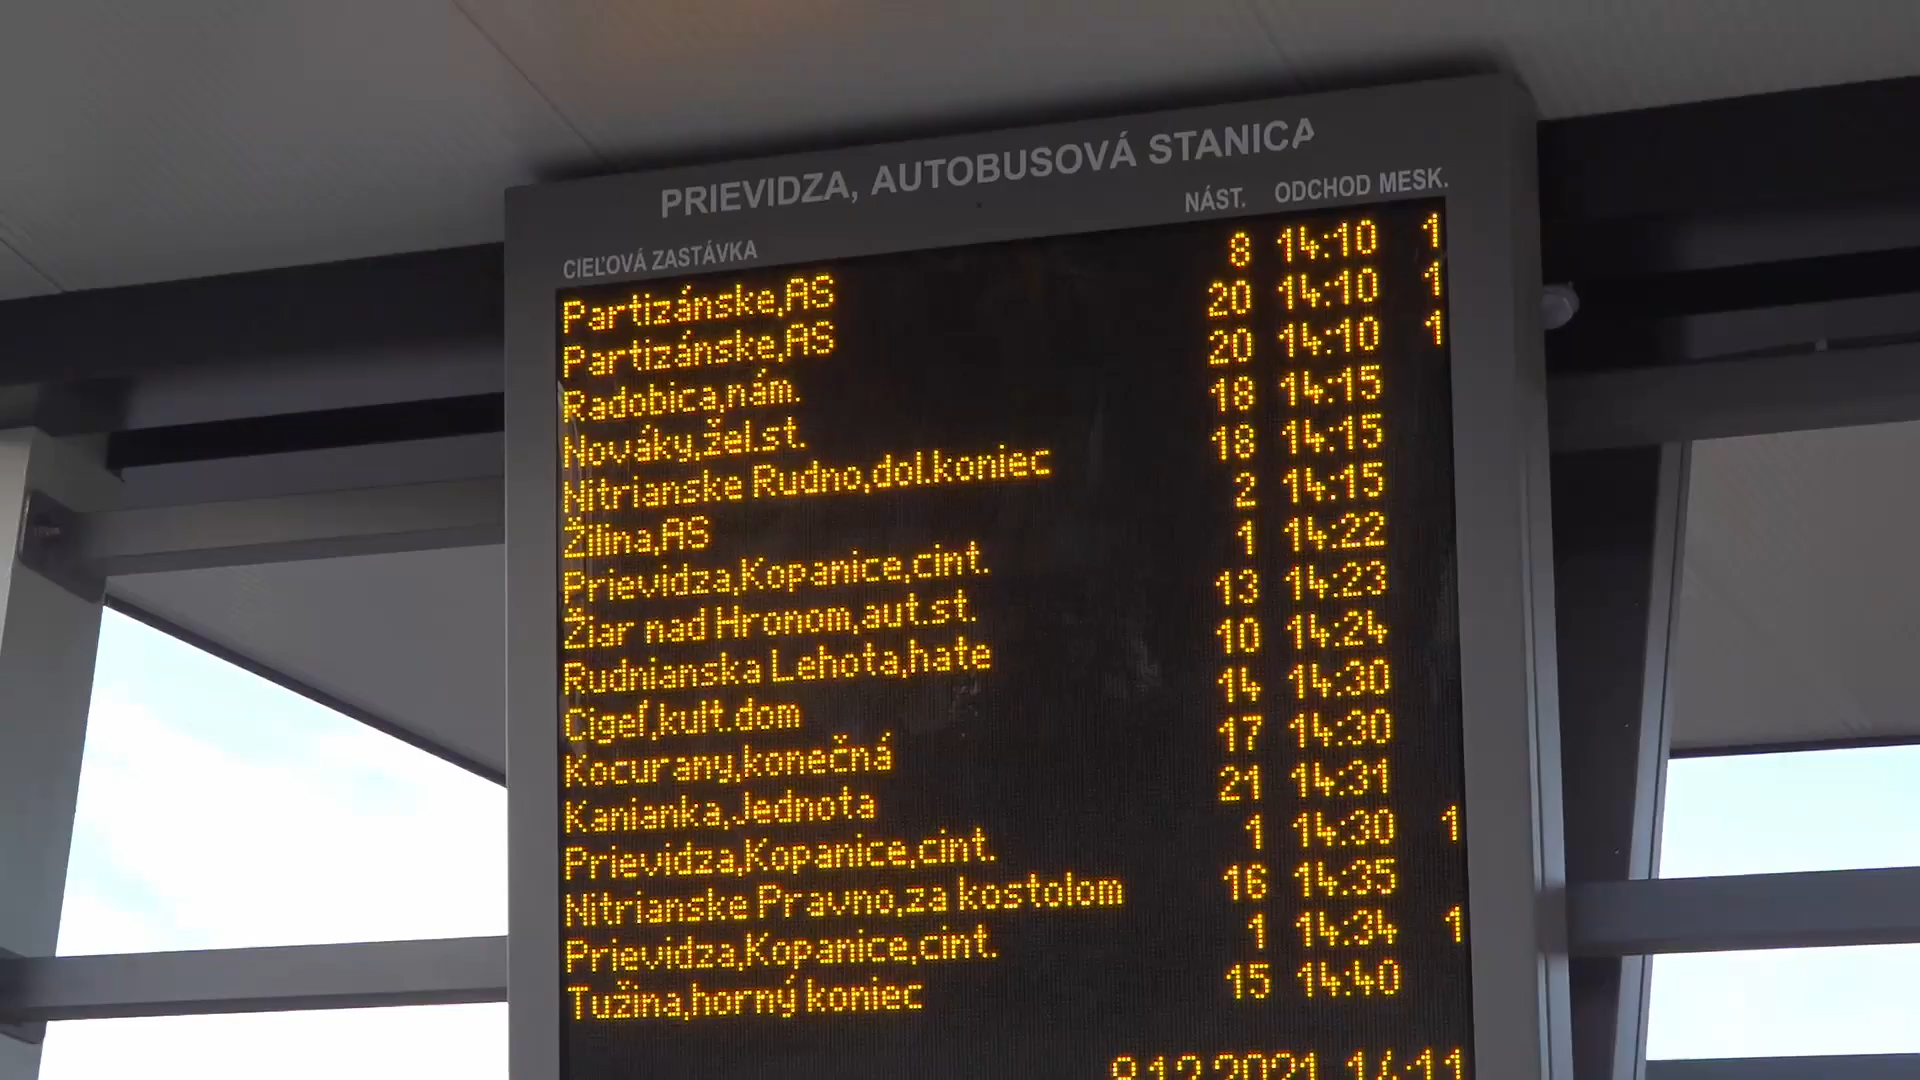 PRIEVIDZA, AUTOBUSOVÁ STANICA
CIEĽOVÁ ZASTÁVKA NÁST. ODCHOD MESK.
Partizánske,AS 8 14:10 1
Partizánske,AS 20 14:10 1
Radobica,nám. 20 14:10 1
Nováky,žel.st. 18 14:15
Nitrianske Rudno,dol.koniec 18 14:15
Žilina,AS 2 14:15
Prievidza,Kopanice,cint. 1 14:22
Žiar nad Hronom,aut.st. 13 14:23
Rudnianska Lehota,hate 10 14:24
Cigeľ,kult.dom 14 14:30
Kocurany,konečná 17 14:30
Kanianka,Jednota 21 14:31
Prievidza,Kopanice,cint. 1 14:30 1
Nitrianske Pravno,za kostolom 16 14:35
Prievidza,Kopanice,cint. 1 14:34 1
Tužina,horný koniec 15 14:40
9.12.2021 14:11